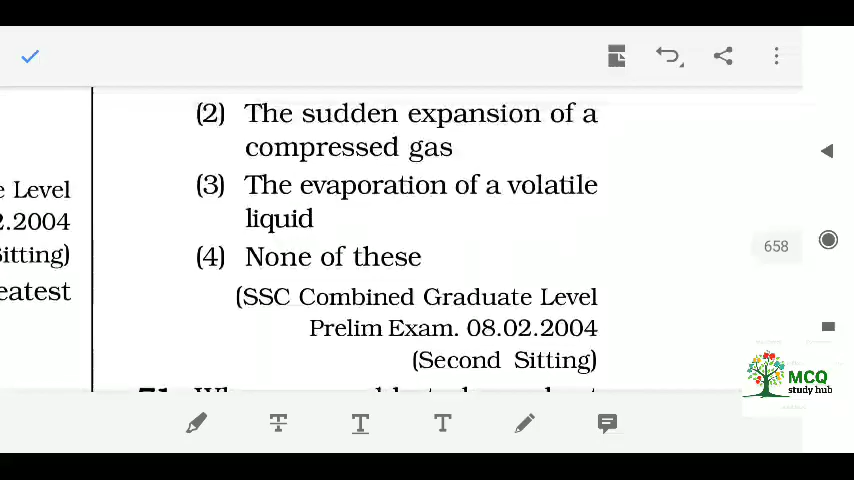 (2) The sudden expansion of a
compressed gas
(3) The evaporation of a volatile
liquid
(4) None of these
(SSC Combined Graduate Level
Prelim Exam. 08.02.2004
(Second Sitting)
e Level
2.2004
Sitting)
eatest
658
MCQ
study hub